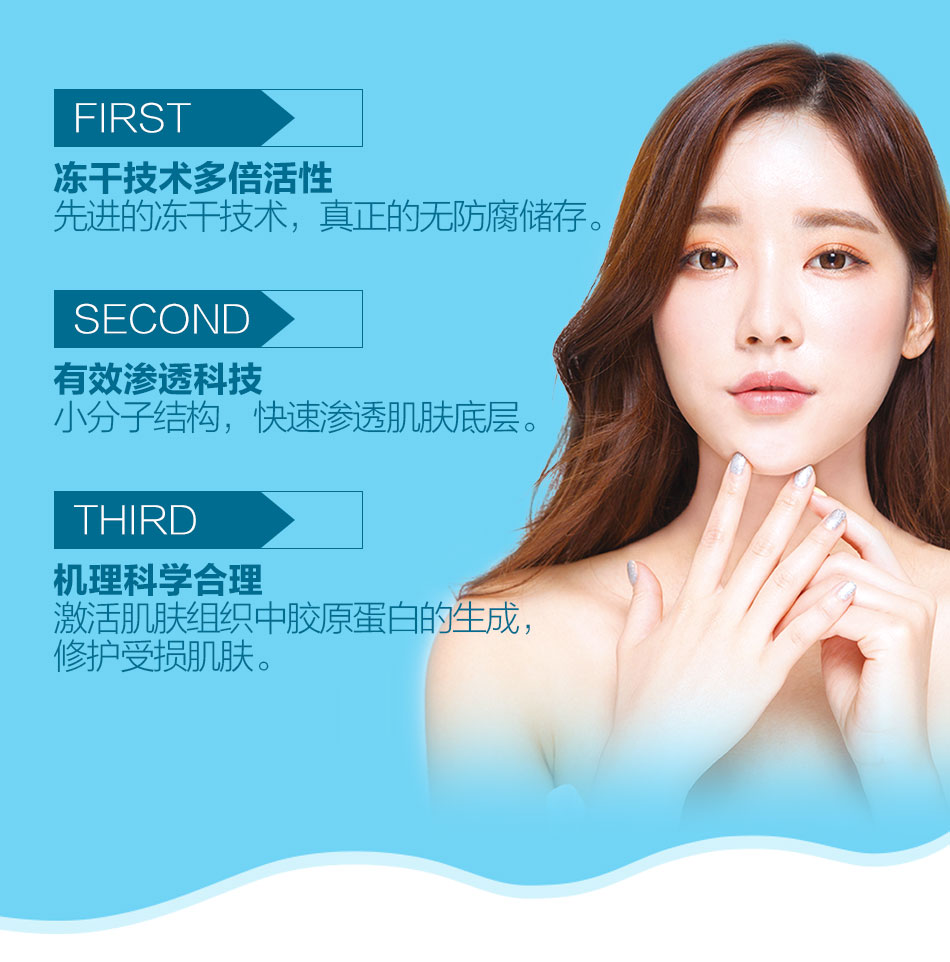 FIRST
冻干技术多倍活性
先进的冻干技术，真正的无防腐储存。
SECOND
有效渗透科技
小分子结构，快速渗透肌肤底层。
THIRD
机理科学合理
激活肌肤组织中胶原蛋白的生成，
修护受损肌肤。